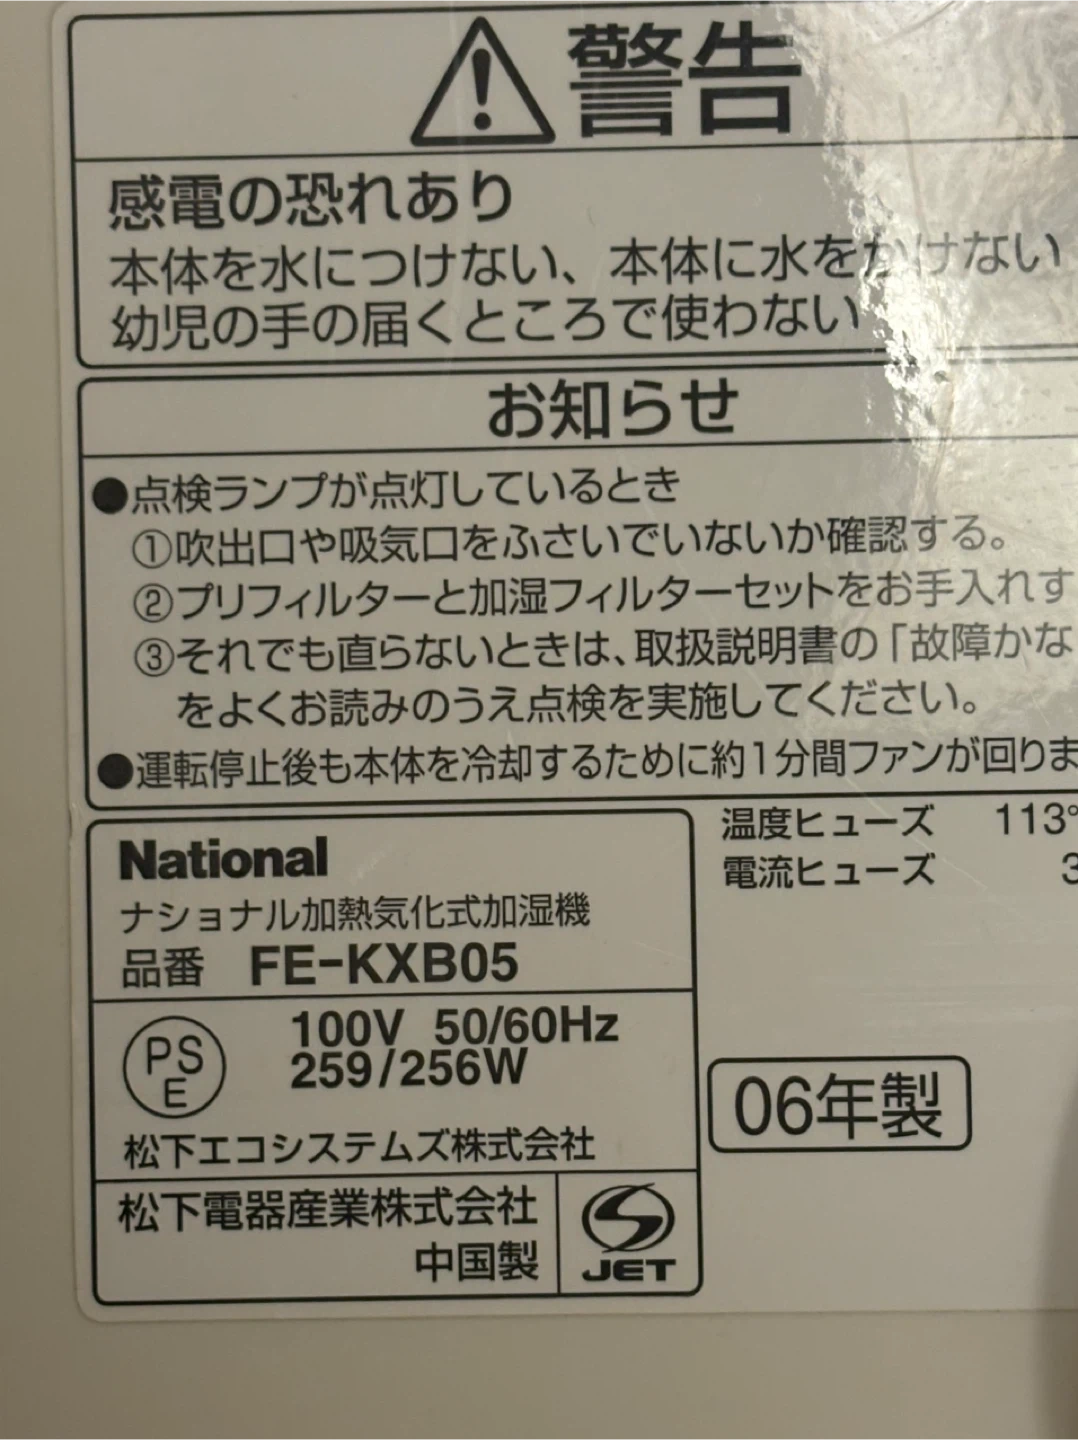 警告
感電の恐れあり
本体を水につけない、本体に水をかけない
幼児の手の届くところで使わない
お知らせ
●点検ランプが点灯しているとき
①吹出口や吸気口をふさいでいないか確認する。
②プリフィルターと加湿フィルターセットをお手入れす
③それでも直らないときは、取扱説明書の「故障かな
をよくお読みのうえ点検を実施してください。
●運転停止後も本体を冷却するために約1分間ファンが回りま
温度ヒューズ 113°
電流ヒューズ 3
National
ナショナル加熱気化式加湿機
品番 FE-KXB05
PS
E
100V 50/60Hz
259/256W
06年製
松下エコシステムズ株式会社
松下電器産業株式会社
中国製
JET